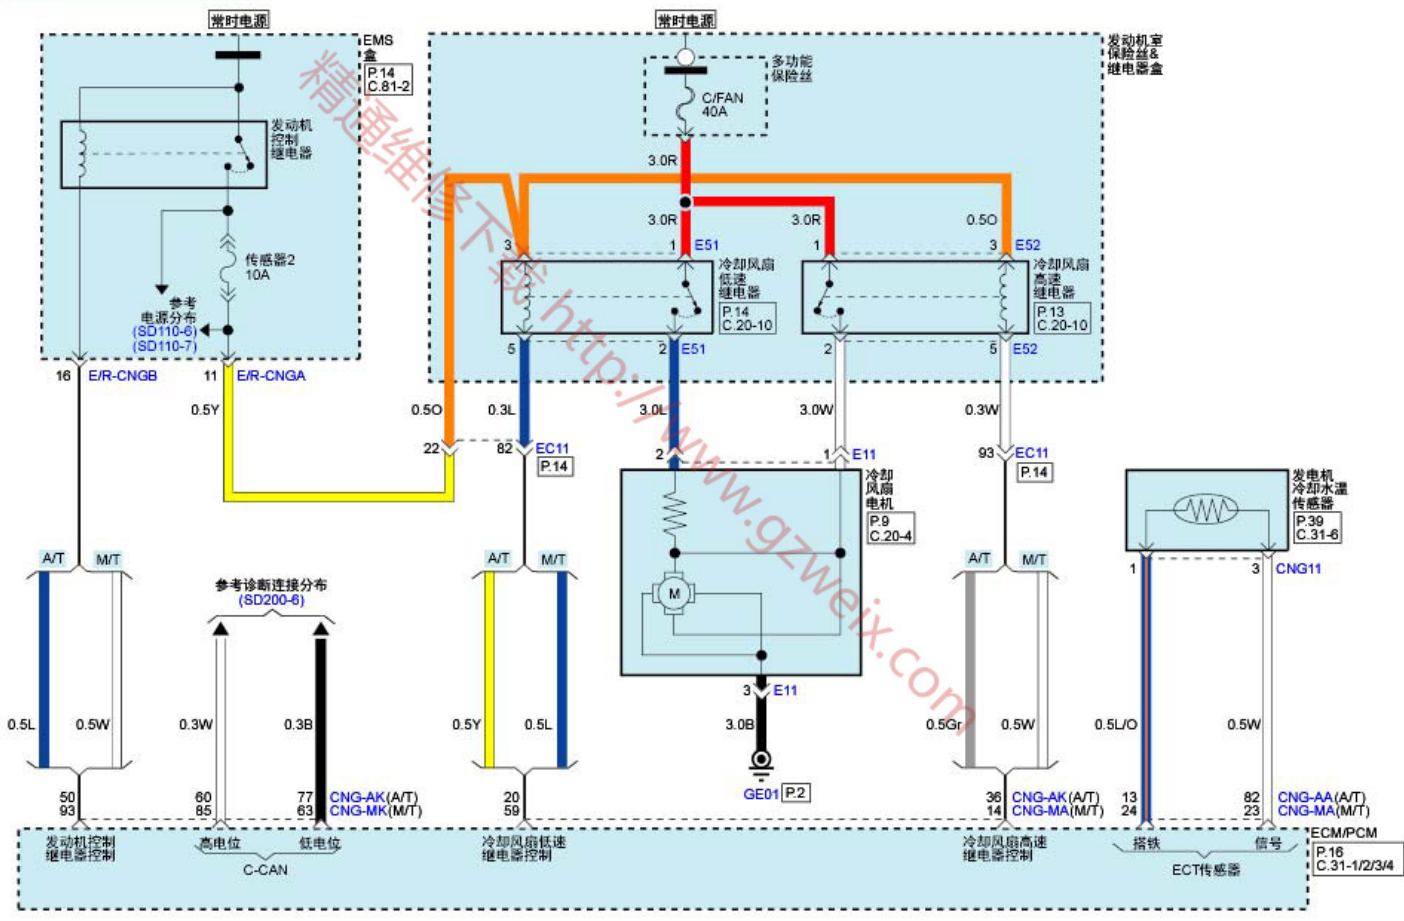 常时电源
常时电源
EMS
盒
P.14
C.81-2
发动机
控制
继电器
传感器2
10A
参考
电源分布
(SD110-6)
(SD110-7)
16
E/R-CNGB
11
E/R-CNGA
0.5Y
发动机室
保险丝&
继电器盒
多功能
保险丝
C/FAN
40A
3.0R
3.0R
3.0R
0.5O
3
1
E51
1
3
E52
冷却风扇
低速
继电器
P.14
C.20-10
冷却风扇
高速
继电器
P.13
C.20-10
5
2
E51
2
5
E52
0.5O
0.3L
3.0L
3.0W
0.3W
22
82
EC11
P.14
2
1
E11
93
EC11
P.14
冷却
风扇
电机
P.9
C.20-4
M
3
E11
3.0B
GE01
P.2
发电机
冷却水温
传感器
P.39
C.31-6
1
3
CNG11
A/T
M/T
参考诊断连接分布
(SD200-6)
A/T
M/T
A/T
M/T
0.5L
0.5W
0.3W
0.3B
0.5Y
0.5L
0.5Gr
0.5W
0.5L/O
0.5W
50
93
60
85
77
63
CNG-AK(A/T)
CNG-MK(M/T)
20
59
36
14
CNG-AK(A/T)
CNG-MA(M/T)
13
24
82
23
CNG-AA(A/T)
CNG-MA(M/T)
发动机控制
继电器控制
高电位
低电位
C-CAN
冷却风扇低速
继电器控制
冷却风扇高速
继电器控制
搭铁
信号
ECT传感器
ECM/PCM
P.16
C.31-1/2/3/4
精通维修下载 http://www.gzweix.com